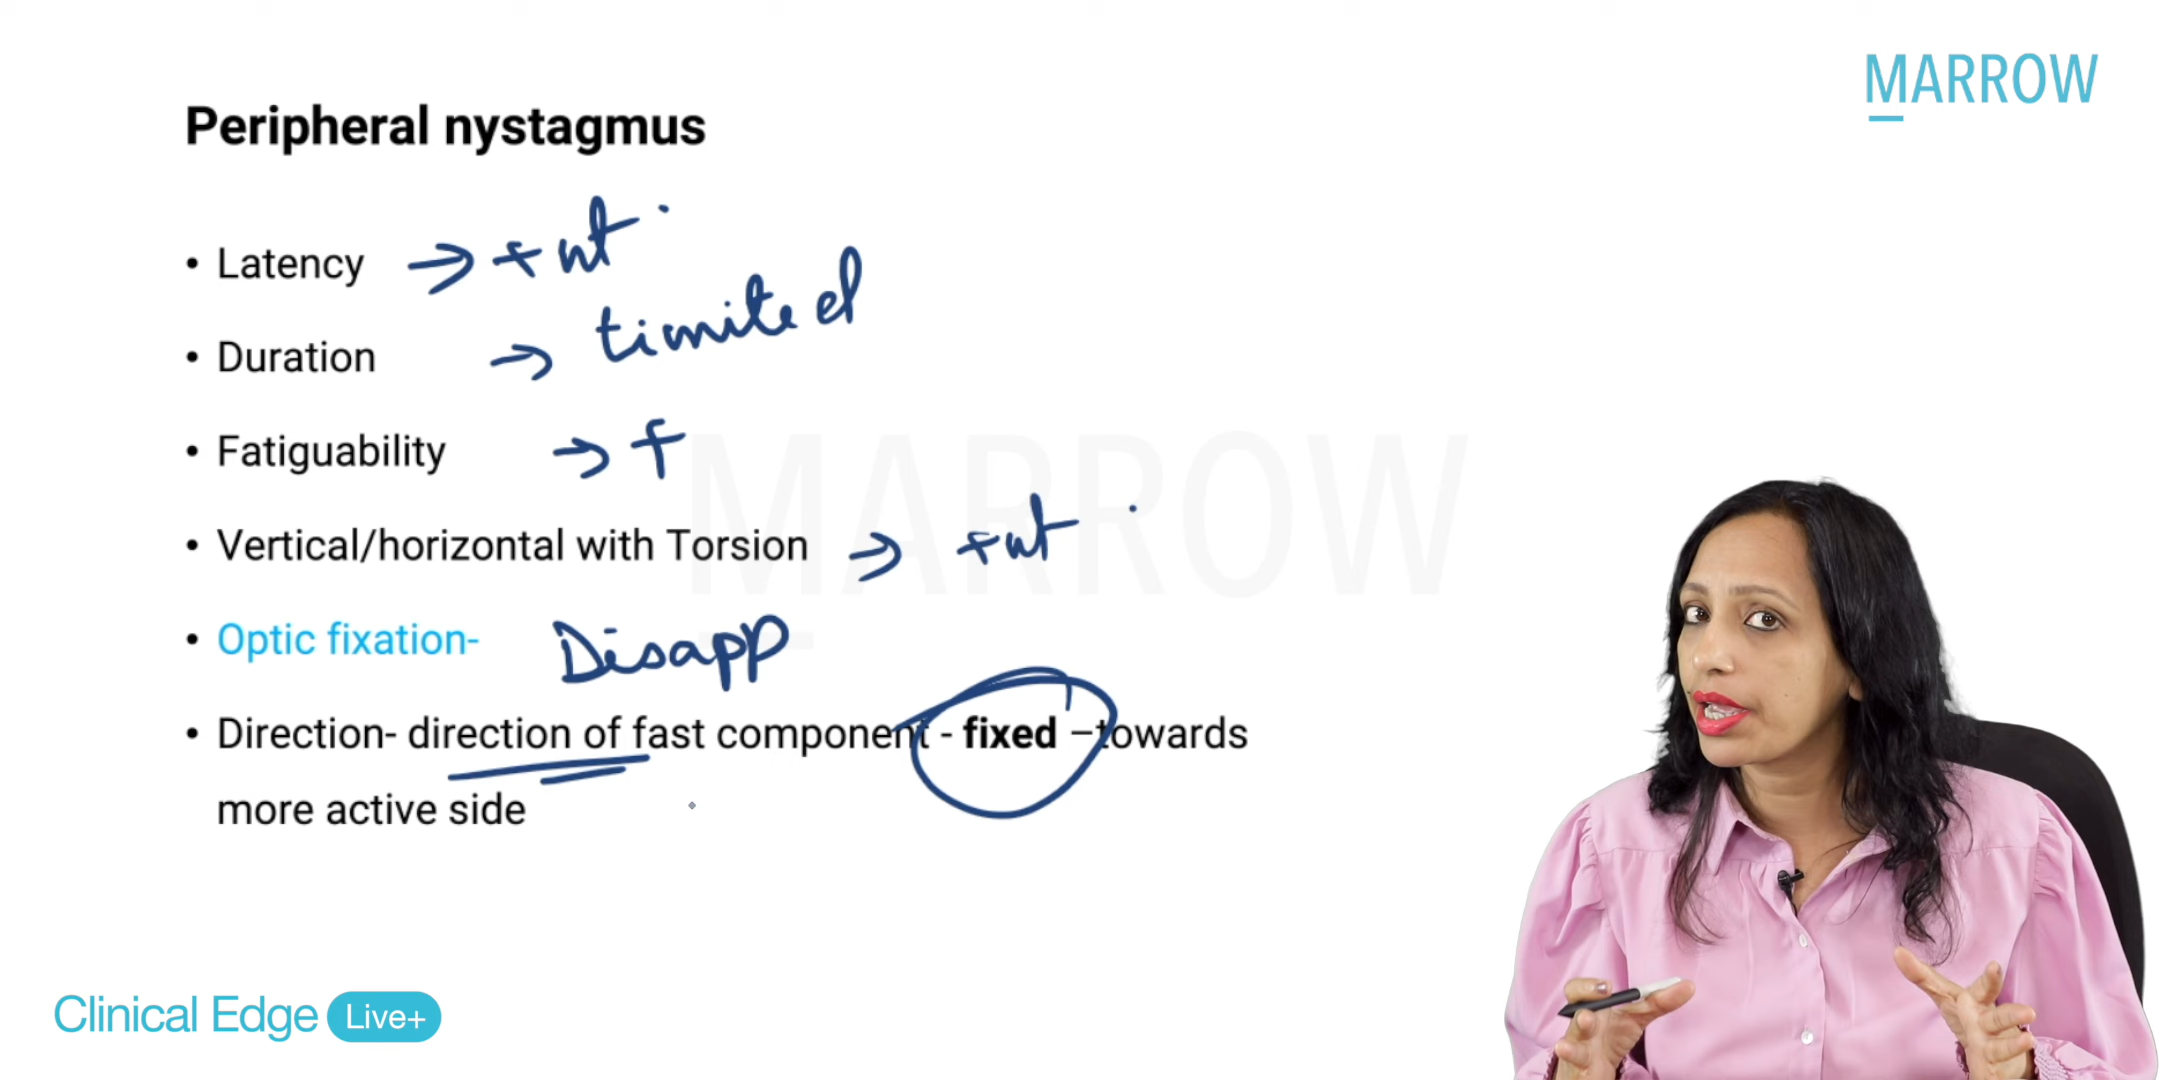 MARROW
Peripheral nystagmus
• Latency → + nt
• Duration → timited
• Fatiguability → +
• Vertical/horizontal with Torsion → +nt
• Optic fixation- Disapp
• Direction- direction of fast component - fixed –towards
more active side
MARROW
Clinical Edge Live+